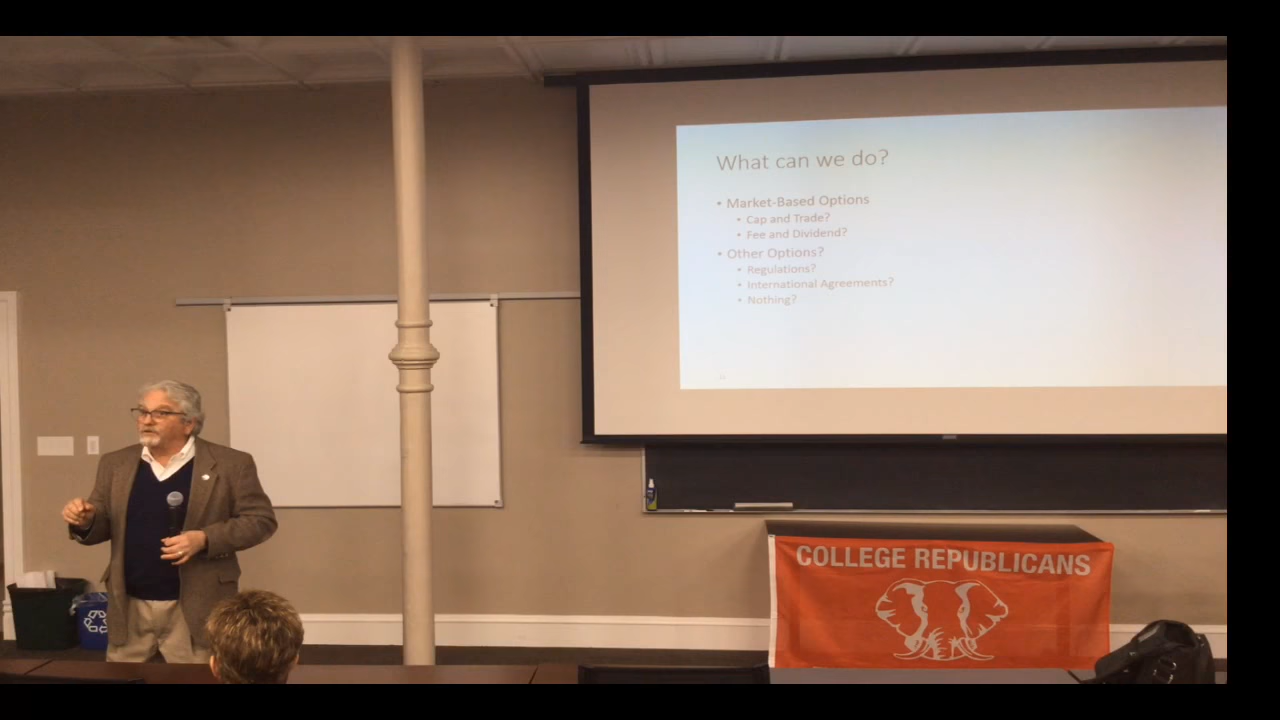 What can we do?
• Market-Based Options
• Cap and Trade?
• Fee and Dividend?
• Other Options?
• Regulations?
• International Agreements?
• Nothing?
COLLEGE REPUBLICANS